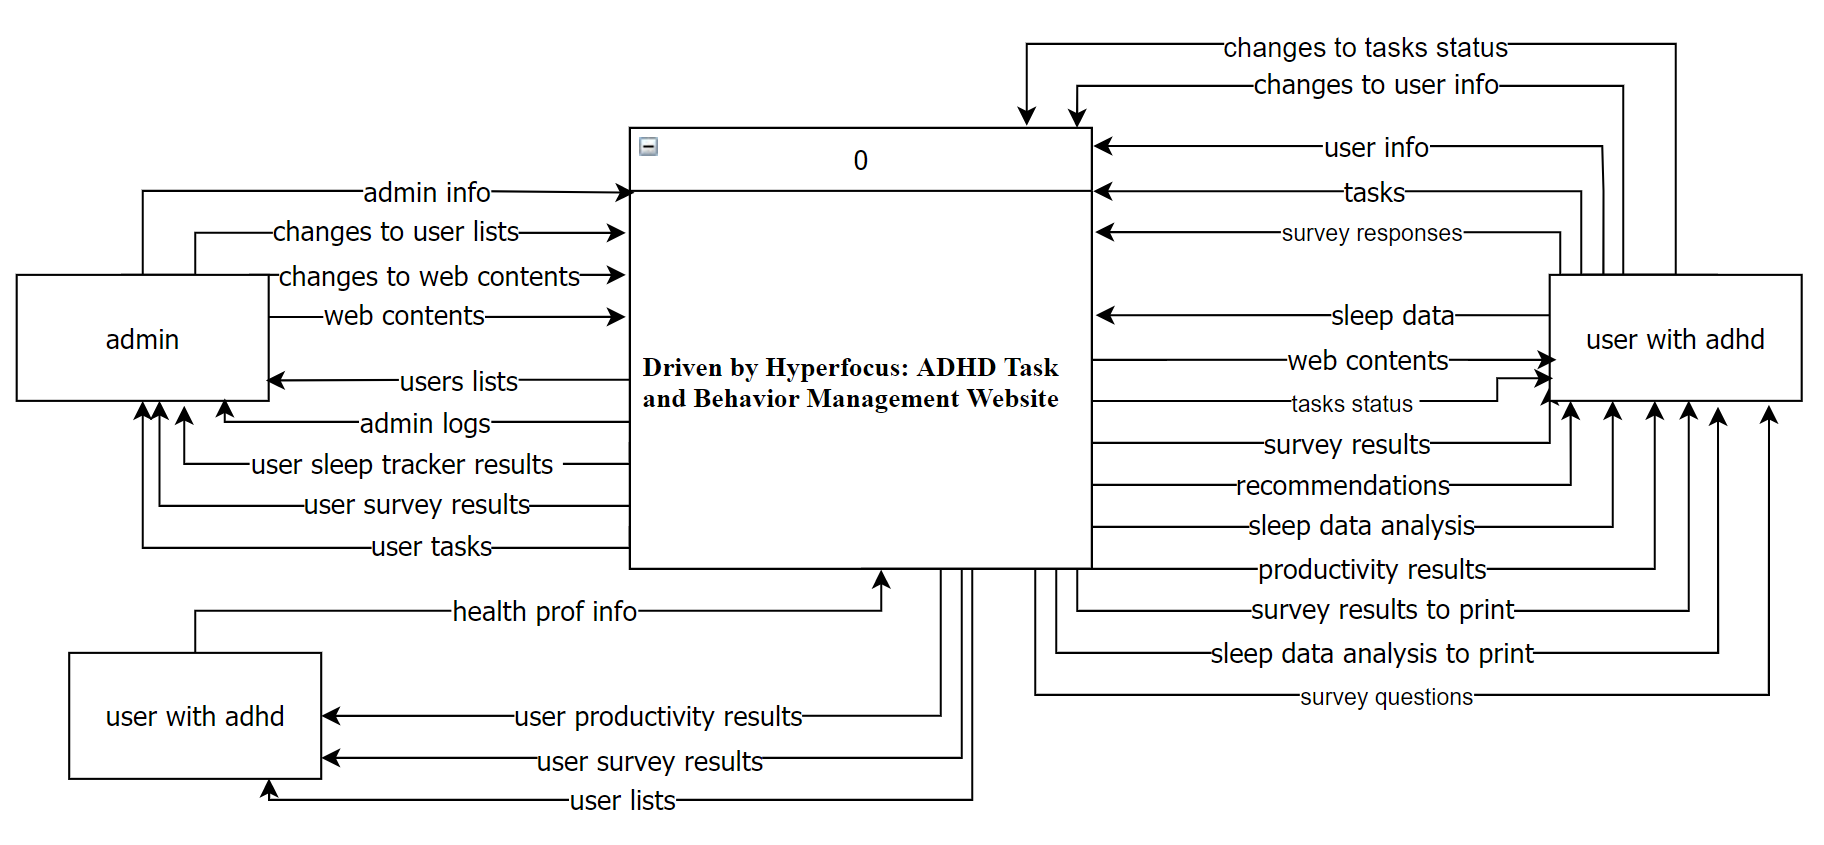 changes to tasks status
changes to user info
0
user info
admin info
tasks
changes to user lists
survey responses
changes to web contents
web contents
sleep data
admin
user with adhd
Driven by Hyperfocus: ADHD Task
and Behavior Management Website
web contents
users lists
tasks status
admin logs
survey results
user sleep tracker results
recommendations
user survey results
sleep data analysis
user tasks
productivity results
health prof info
survey results to print
sleep data analysis to print
survey questions
user with adhd
user productivity results
user survey results
user lists